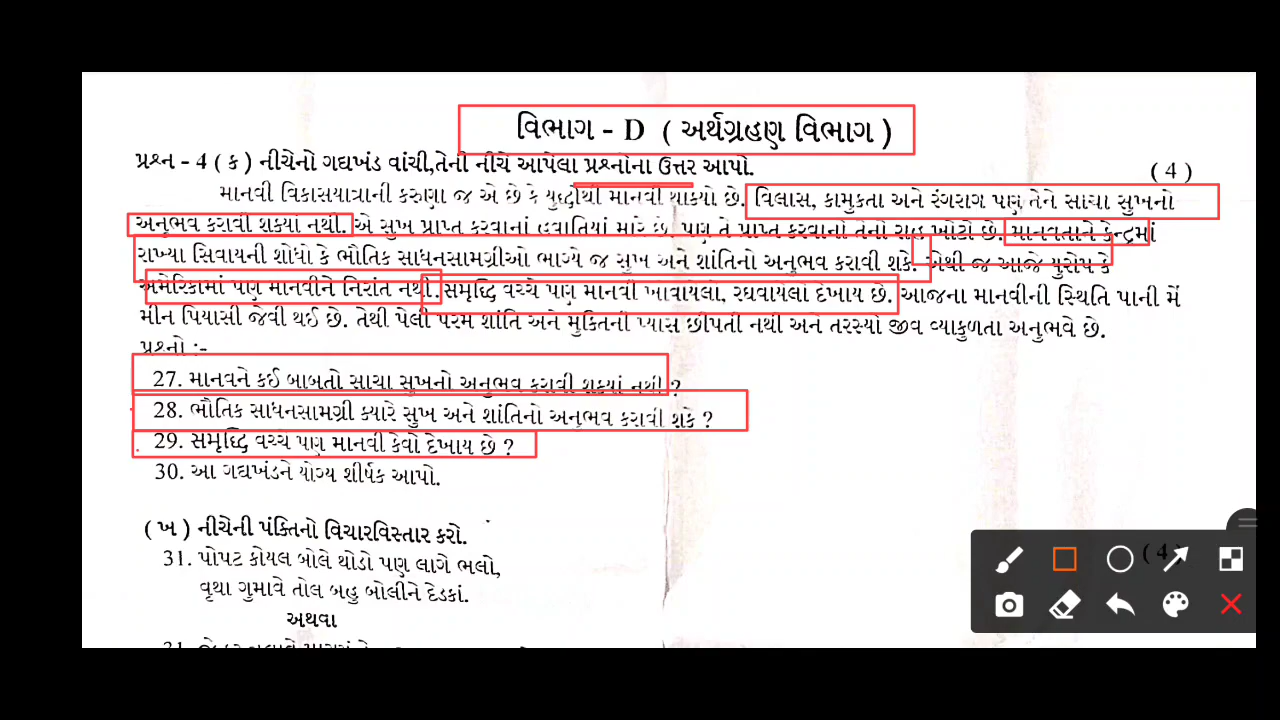 વિભાગ - D ( અર્થગ્રહણ વિભાગ )
પ્રશ્ન - 4 ( ક ) નીચેનો ગદ્યખંડ વાંચી,તેની નીચે આપેલા પ્રશ્નોના ઉત્તર આપો. ( 4 )
માનવી વિકાસયાત્રાની કરુણા જ એ છે કે યુદ્ધોથી માનવી થાક્યો છે. વિલાસ, કામુકતા અને રંગરાગ પણ તેને સાચા સુખનો
અનુભવ કરાવી શક્યાં નથી. એ સુખ પ્રાપ્ત કરવાનાં હવાતિયાં મારે છે, પણ તે પ્રાપ્ત કરવાનો તેનો રાહ ખોટો છે. માનવતાને કેન્દ્રમાં
રાખ્યા સિવાયની શોધો કે ભૌતિક સાધનસામગ્રીઓ ભાગ્યે જ સુખ અને શાંતિનો અનુભવ કરાવી શકે. એથી જ આજે યુરોપ કે
અમેરિકામાં પણ માનવીને નિરાંત નથી. સમૃદ્ધિ વચ્ચે પણ માનવી ખોવાયેલો, રઘવાયેલો દેખાય છે. આજના માનવીની સ્થિતિ પાની મેં
મીન પિયાસી જેવી થઈ છે. તેથી પેલી પરમ શાંતિ અને મુક્તિની પ્યાસ છીપતી નથી અને તરસ્યો જીવ વ્યાકુળતા અનુભવે છે.
પ્રશ્નો :-
27. માનવને કઈ બાબતો સાચા સુખનો અનુભવ કરાવી શક્યાં નથી ?
28. ભૌતિક સાધનસામગ્રી ક્યારે સુખ અને શાંતિનો અનુભવ કરાવી શકે ?
29. સમૃદ્ધિ વચ્ચે પણ માનવી કેવો દેખાય છે ?
30. આ ગદ્યખંડને યોગ્ય શીર્ષક આપો.
( ખ ) નીચેની પંક્તિનો વિચારવિસ્તાર કરો. ( 4 )
31. પોપટ કોયલ બોલે થોડો પણ લાગે ભલો,
વૃથા ગુમાવે તોલ બહુ બોલીને દેડકાં.
અથવા